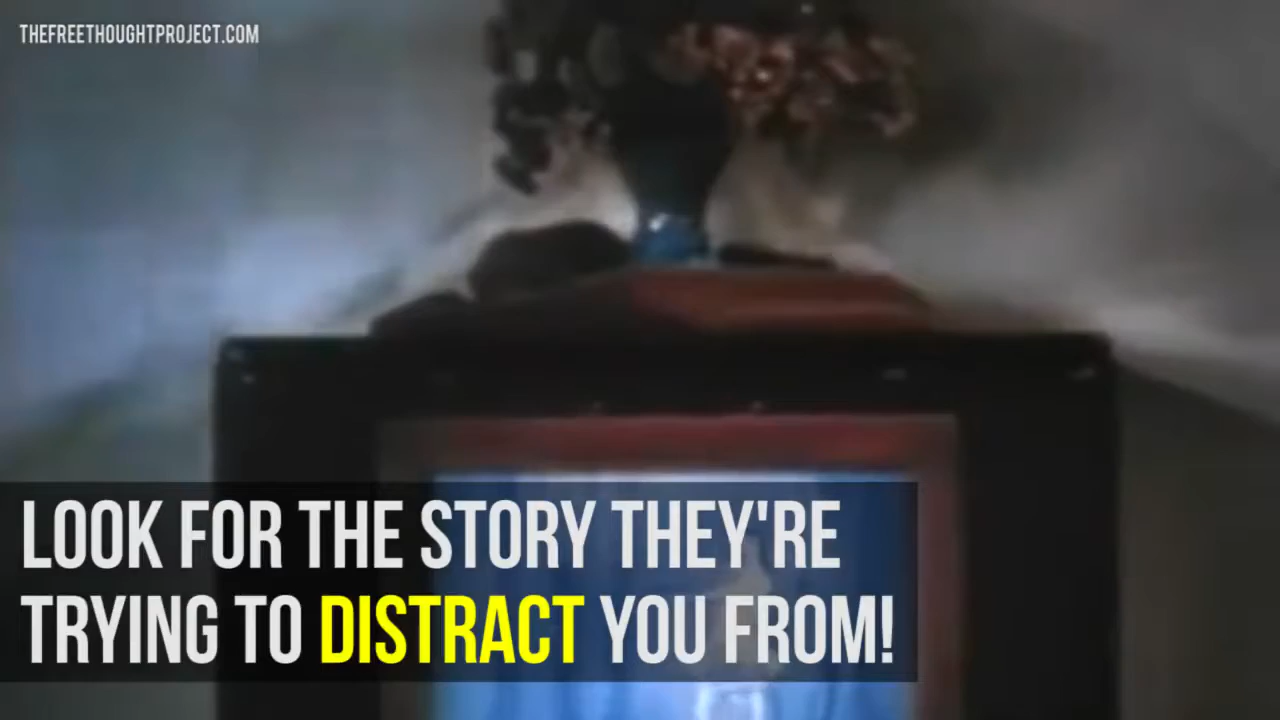 THEFREETHOUGHTPROJECT.COM
LOOK FOR THE STORY THEY'RE
TRYING TO DISTRACT YOU FROM!